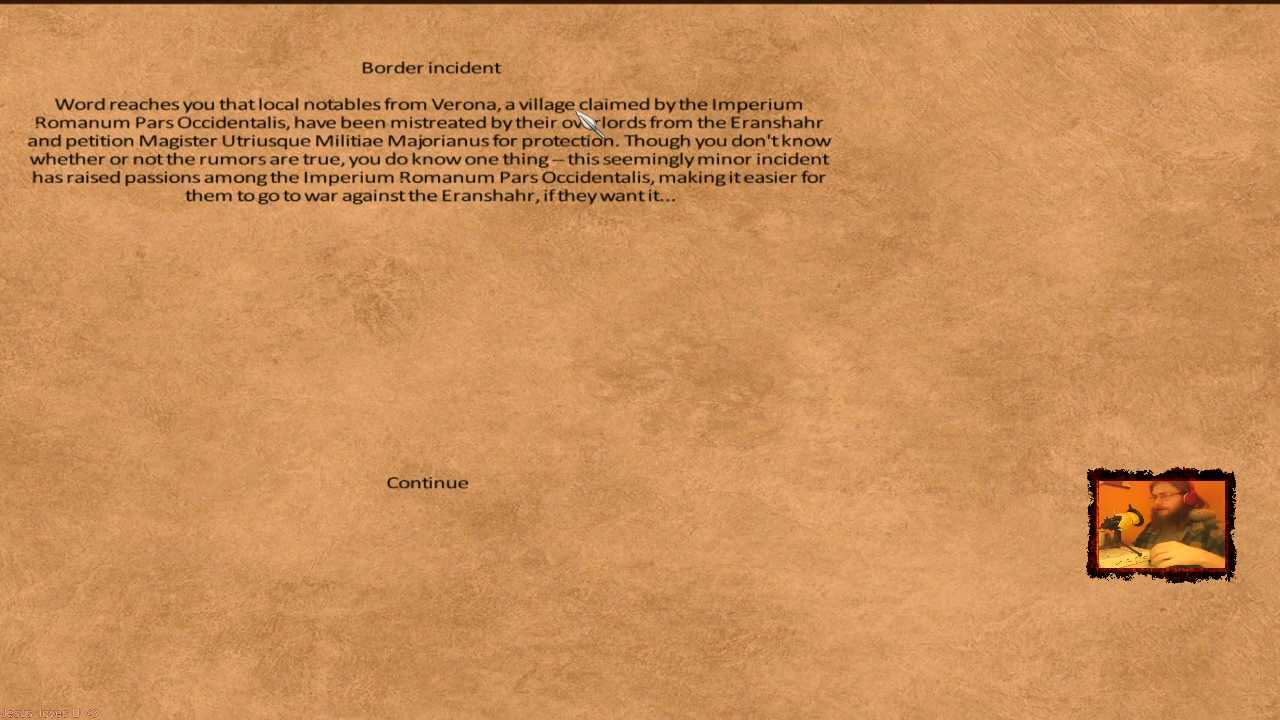 Border incident
Word reaches you that local notables from Verona, a village claimed by the Imperium
Romanum Pars Occidentalis, have been mistreated by their overlords from the Eranshahr
and petition Magister Utriusque Militiae Majorianus for protection. Though you don't know
whether or not the rumors are true, you do know one thing – this seemingly minor incident
has raised passions among the Imperium Romanum Pars Occidentalis, making it easier for
them to go to war against the Eranshahr, if they want it...
Continue
Jesus loves U <3